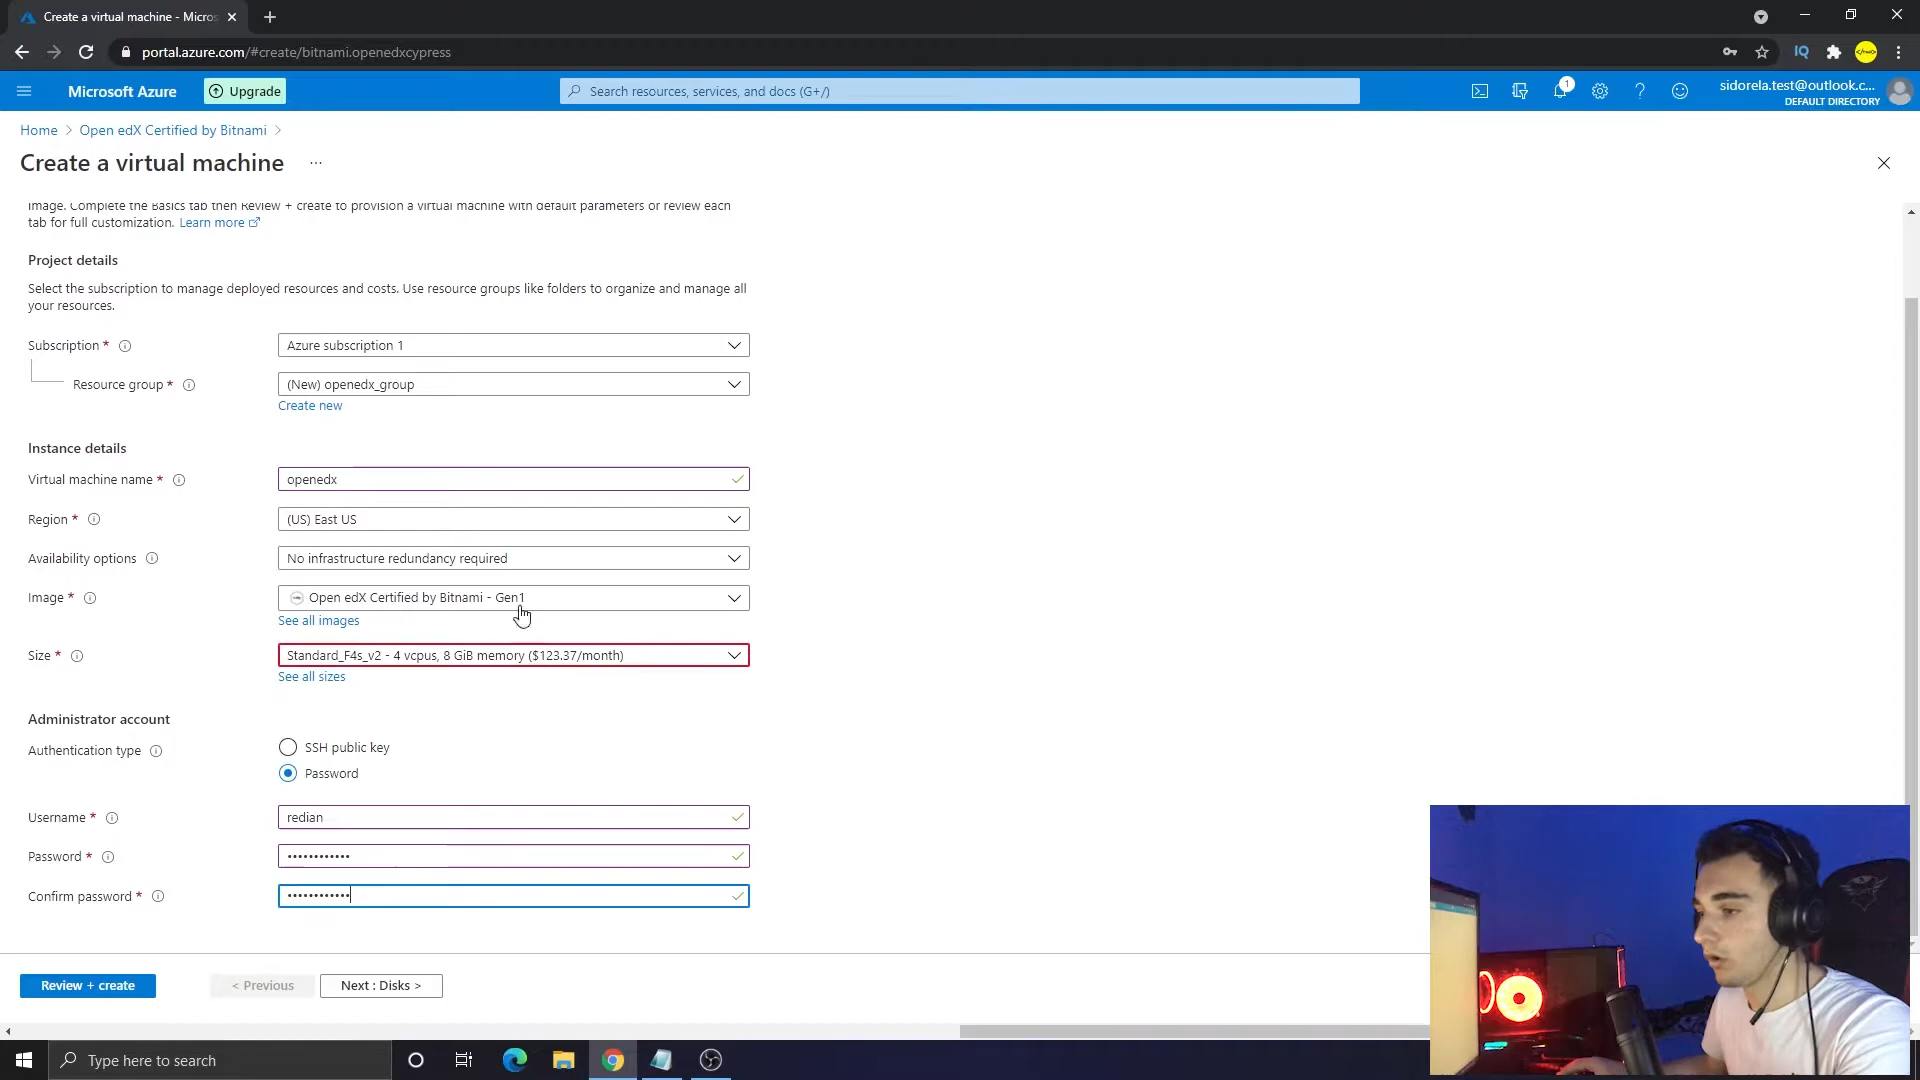 Create a virtual machine - Micros
portal.azure.com/#create/bitnami.openedxcypress
IQ
Microsoft Azure
Upgrade
Search resources, services, and docs (G+/)
1
sidorela.test@outlook.c...
DEFAULT DIRECTORY
Home > Open edX Certified by Bitnami >
Create a virtual machine ...
image. Complete the Basics tab then Review + create to provision a virtual machine with default parameters or review each
tab for full customization. Learn more
Project details
Select the subscription to manage deployed resources and costs. Use resource groups like folders to organize and manage all
your resources.
Subscription * Azure subscription 1
Resource group * (New) openedx_group
Create new
Instance details
Virtual machine name * openedx
Region * (US) East US
Availability options No infrastructure redundancy required
Image * Open edX Certified by Bitnami - Gen1
See all images
Size * Standard_F4s_v2 - 4 vcpus, 8 GiB memory ($123.37/month)
See all sizes
Administrator account
Authentication type SSH public key
Password
Username * redian
Password * ••••••••••••
Confirm password * ••••••••••••
Review + create < Previous Next : Disks >
Type here to search